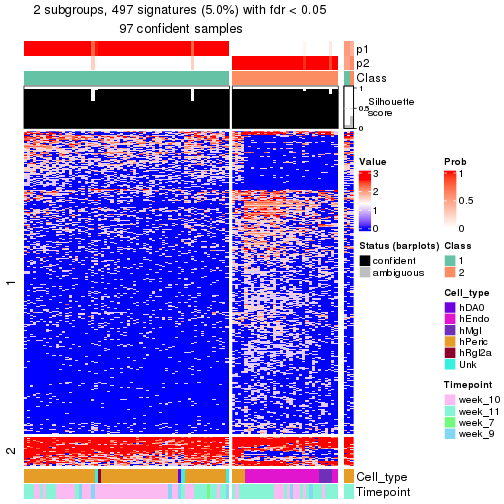 2 subgroups, 497 signatures (5.0%) with fdr < 0.05
97 confident samples
p1
p2
Class
1
0.5
0
Silhouette
score
1
2
Cell_type
Timepoint
Value
3
2
1
0
Prob
1
0.5
0
Status (barplots)
confident
ambiguous
Class
1
2
Cell_type
hDA0
hEndo
hMgl
hPeric
hRgl2a
Unk
Timepoint
week_10
week_11
week_7
week_9